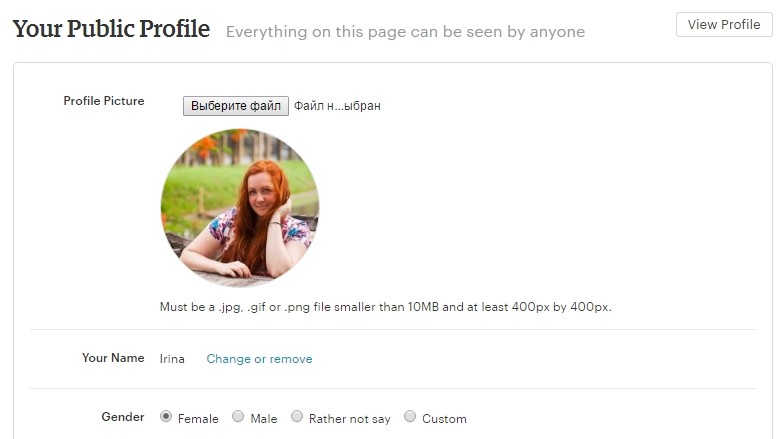 Your Public Profile Everything on this page can be seen by anyone View Profile
Profile Picture Выберите файл Файл н...ыбран
Must be a .jpg, .gif or .png file smaller than 10MB and at least 400px by 400px.
Your Name Irina Change or remove
Gender Female Male Rather not say Custom